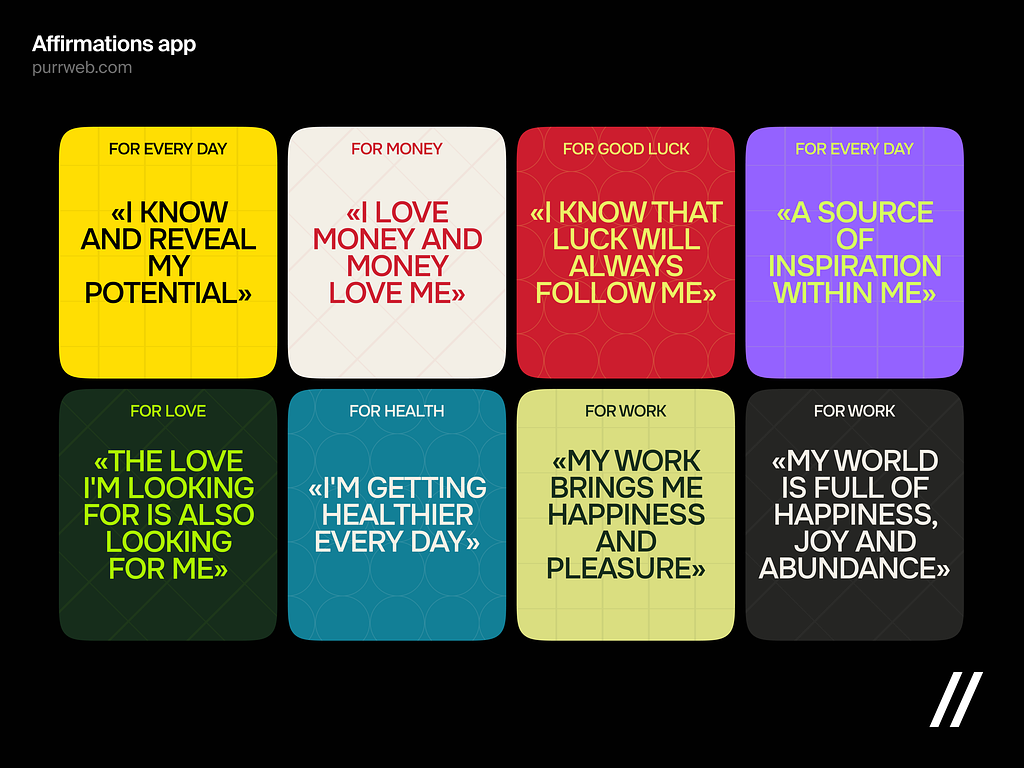 Affirmations app
purrweb.com
FOR EVERY DAY
«I KNOW
AND REVEAL
MY
POTENTIAL»
FOR MONEY
«I LOVE
MONEY AND
MONEY
LOVE ME»
FOR GOOD LUCK
«I KNOW THAT
LUCK WILL
ALWAYS
FOLLOW ME»
FOR EVERY DAY
«A SOURCE
OF
INSPIRATION
WITHIN ME»
FOR LOVE
«THE LOVE
I'M LOOKING
FOR IS ALSO
LOOKING
FOR ME»
FOR HEALTH
«I'M GETTING
HEALTHIER
EVERY DAY»
FOR WORK
«MY WORK
BRINGS ME
HAPPINESS
AND
PLEASURE»
FOR WORK
«MY WORLD
IS FULL OF
HAPPINESS,
JOY AND
ABUNDANCE»